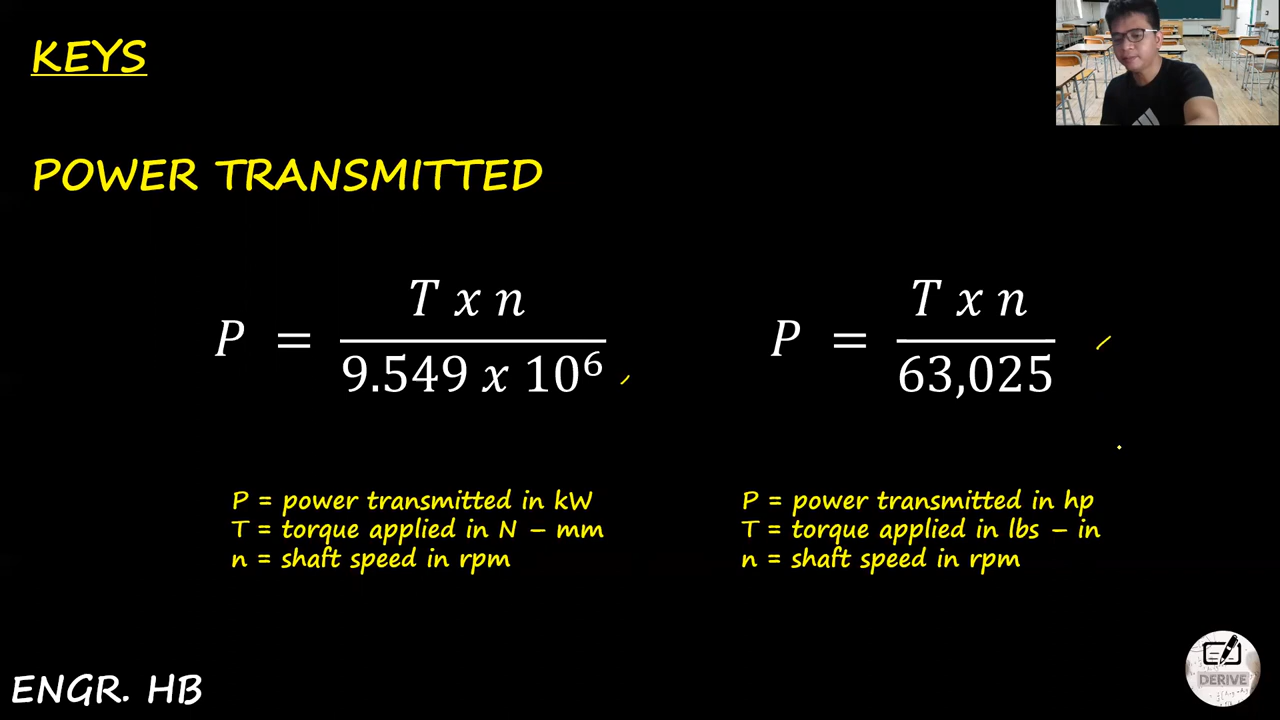 KEYS
POWER TRANSMITTED
P = T x n / 9.549 x 10⁶
P = T x n / 63,025
P = power transmitted in kW
T = torque applied in N – mm
n = shaft speed in rpm
P = power transmitted in hp
T = torque applied in lbs – in
n = shaft speed in rpm
ENGR. HB
DERIVE